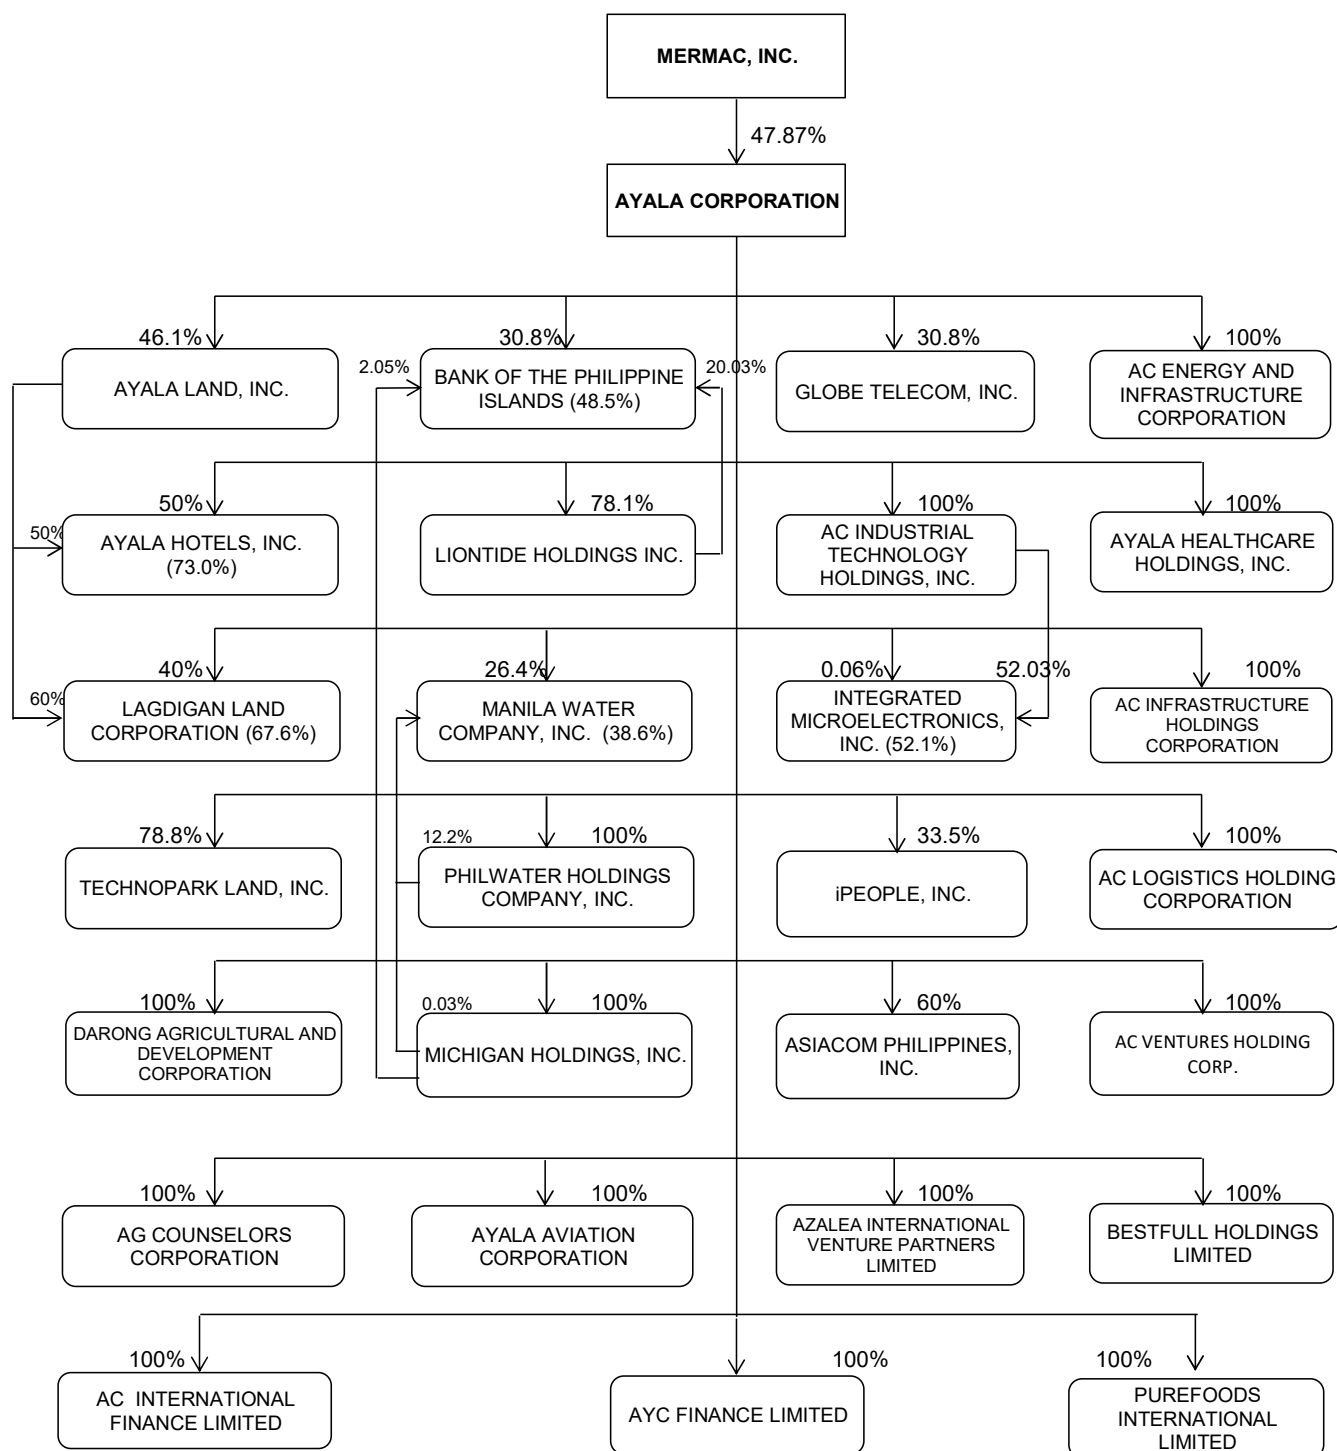 MERMAC, INC.
47.87%
AYALA CORPORATION
46.1%
30.8%
30.8%
100%
2.05%
20.03%
AYALA LAND, INC.
BANK OF THE PHILIPPINE
ISLANDS (48.5%)
GLOBE TELECOM, INC.
AC ENERGY AND
INFRASTRUCTURE
CORPORATION
50%
78.1%
100%
100%
50%
AYALA HOTELS, INC.
(73.0%)
LIONTIDE HOLDINGS INC.
AC INDUSTRIAL
TECHNOLOGY
HOLDINGS, INC.
AYALA HEALTHCARE
HOLDINGS, INC.
40%
26.4%
0.06%
52.03%
100%
60%
LAGDIGAN LAND
CORPORATION (67.6%)
MANILA WATER
COMPANY, INC. (38.6%)
INTEGRATED
MICROELECTRONICS,
INC. (52.1%)
AC INFRASTRUCTURE
HOLDINGS
CORPORATION
78.8%
12.2%
100%
33.5%
100%
TECHNOPARK LAND, INC.
PHILWATER HOLDINGS
COMPANY, INC.
iPEOPLE, INC.
AC LOGISTICS HOLDING
CORPORATION
100%
0.03%
100%
60%
100%
DARONG AGRICULTURAL AND
DEVELOPMENT
CORPORATION
MICHIGAN HOLDINGS, INC.
ASIACOM PHILIPPINES,
INC.
AC VENTURES HOLDING
CORP.
100%
100%
100%
100%
AG COUNSELORS
CORPORATION
AYALA AVIATION
CORPORATION
AZALEA INTERNATIONAL
VENTURE PARTNERS
LIMITED
BESTFULL HOLDINGS
LIMITED
100%
100%
100%
AC INTERNATIONAL
FINANCE LIMITED
AYC FINANCE LIMITED
PUREFOODS
INTERNATIONAL
LIMITED